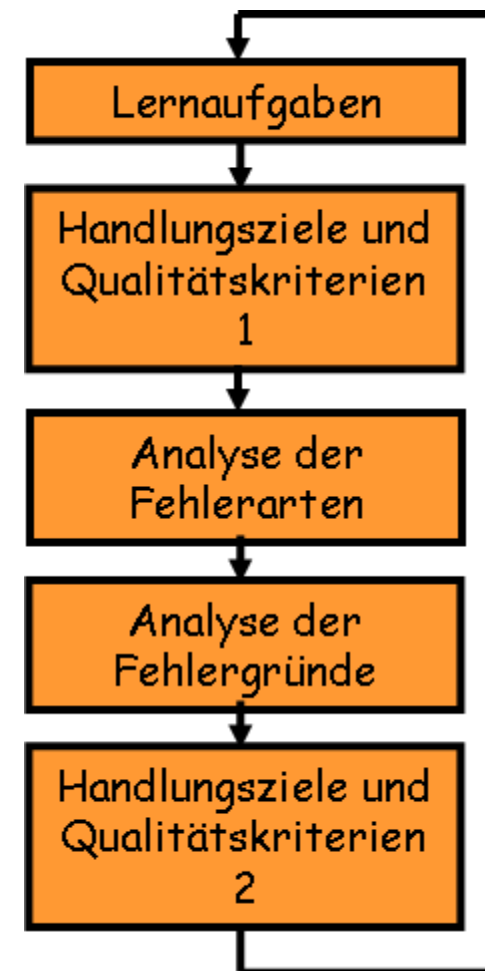 Lernaufgaben
Handlungsziele und
Qualitätskriterien
1
Analyse der
Fehlerarten
Analyse der
Fehlergründe
Handlungsziele und
Qualitätskriterien
2